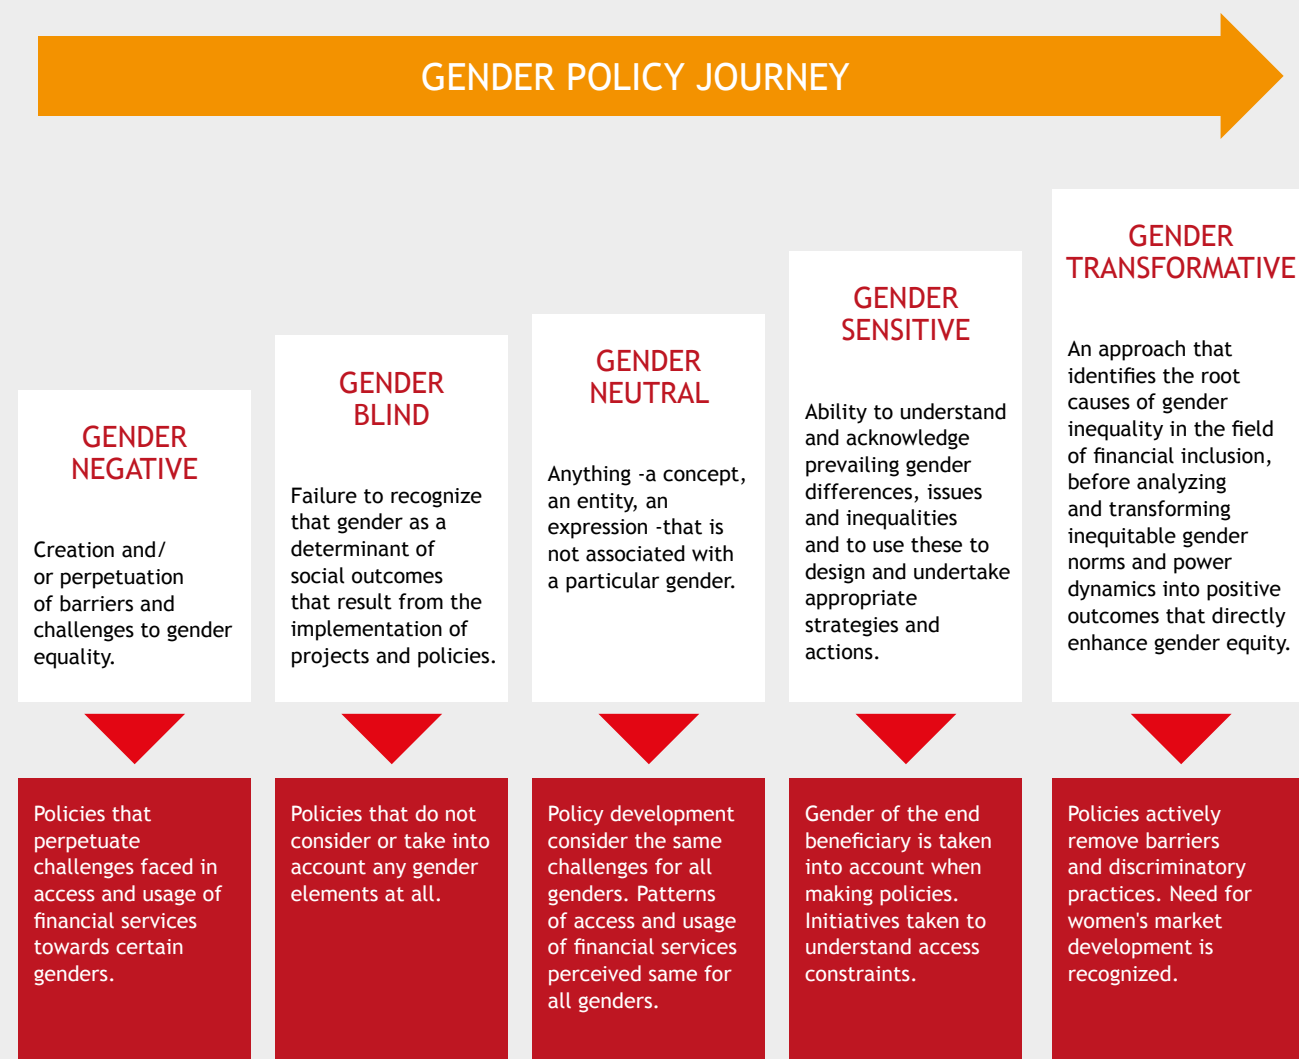 GENDER POLICY JOURNEY
GENDER
NEGATIVE
Creation and/
or perpetuation
of barriers and
challenges to gender
equality.
Policies that
perpetuate
challenges faced in
access and usage of
financial services
towards certain
genders.
GENDER
BLIND
Failure to recognize
that gender as a
determinant of
social outcomes
that result from the
implementation of
projects and policies.
Policies that do not
consider or take into
account any gender
elements at all.
GENDER
NEUTRAL
Anything -a concept,
an entity, an
expression -that is
not associated with
a particular gender.
Policy development
consider the same
challenges for all
genders. Patterns
of access and usage
of financial services
perceived same for
all genders.
GENDER
SENSITIVE
Ability to understand
and acknowledge
prevailing gender
differences, issues
and inequalities
and to use these to
design and undertake
appropriate
strategies and
actions.
Gender of the end
beneficiary is taken
into account when
making policies.
Initiatives taken to
understand access
constraints.
GENDER
TRANSFORMATIVE
An approach that
identifies the root
causes of gender
inequality in the field
of financial inclusion,
before analyzing
and transforming
inequitable gender
norms and power
dynamics into positive
outcomes that directly
enhance gender equity.
Policies actively
remove barriers
and discriminatory
practices. Need for
women's market
development is
recognized.